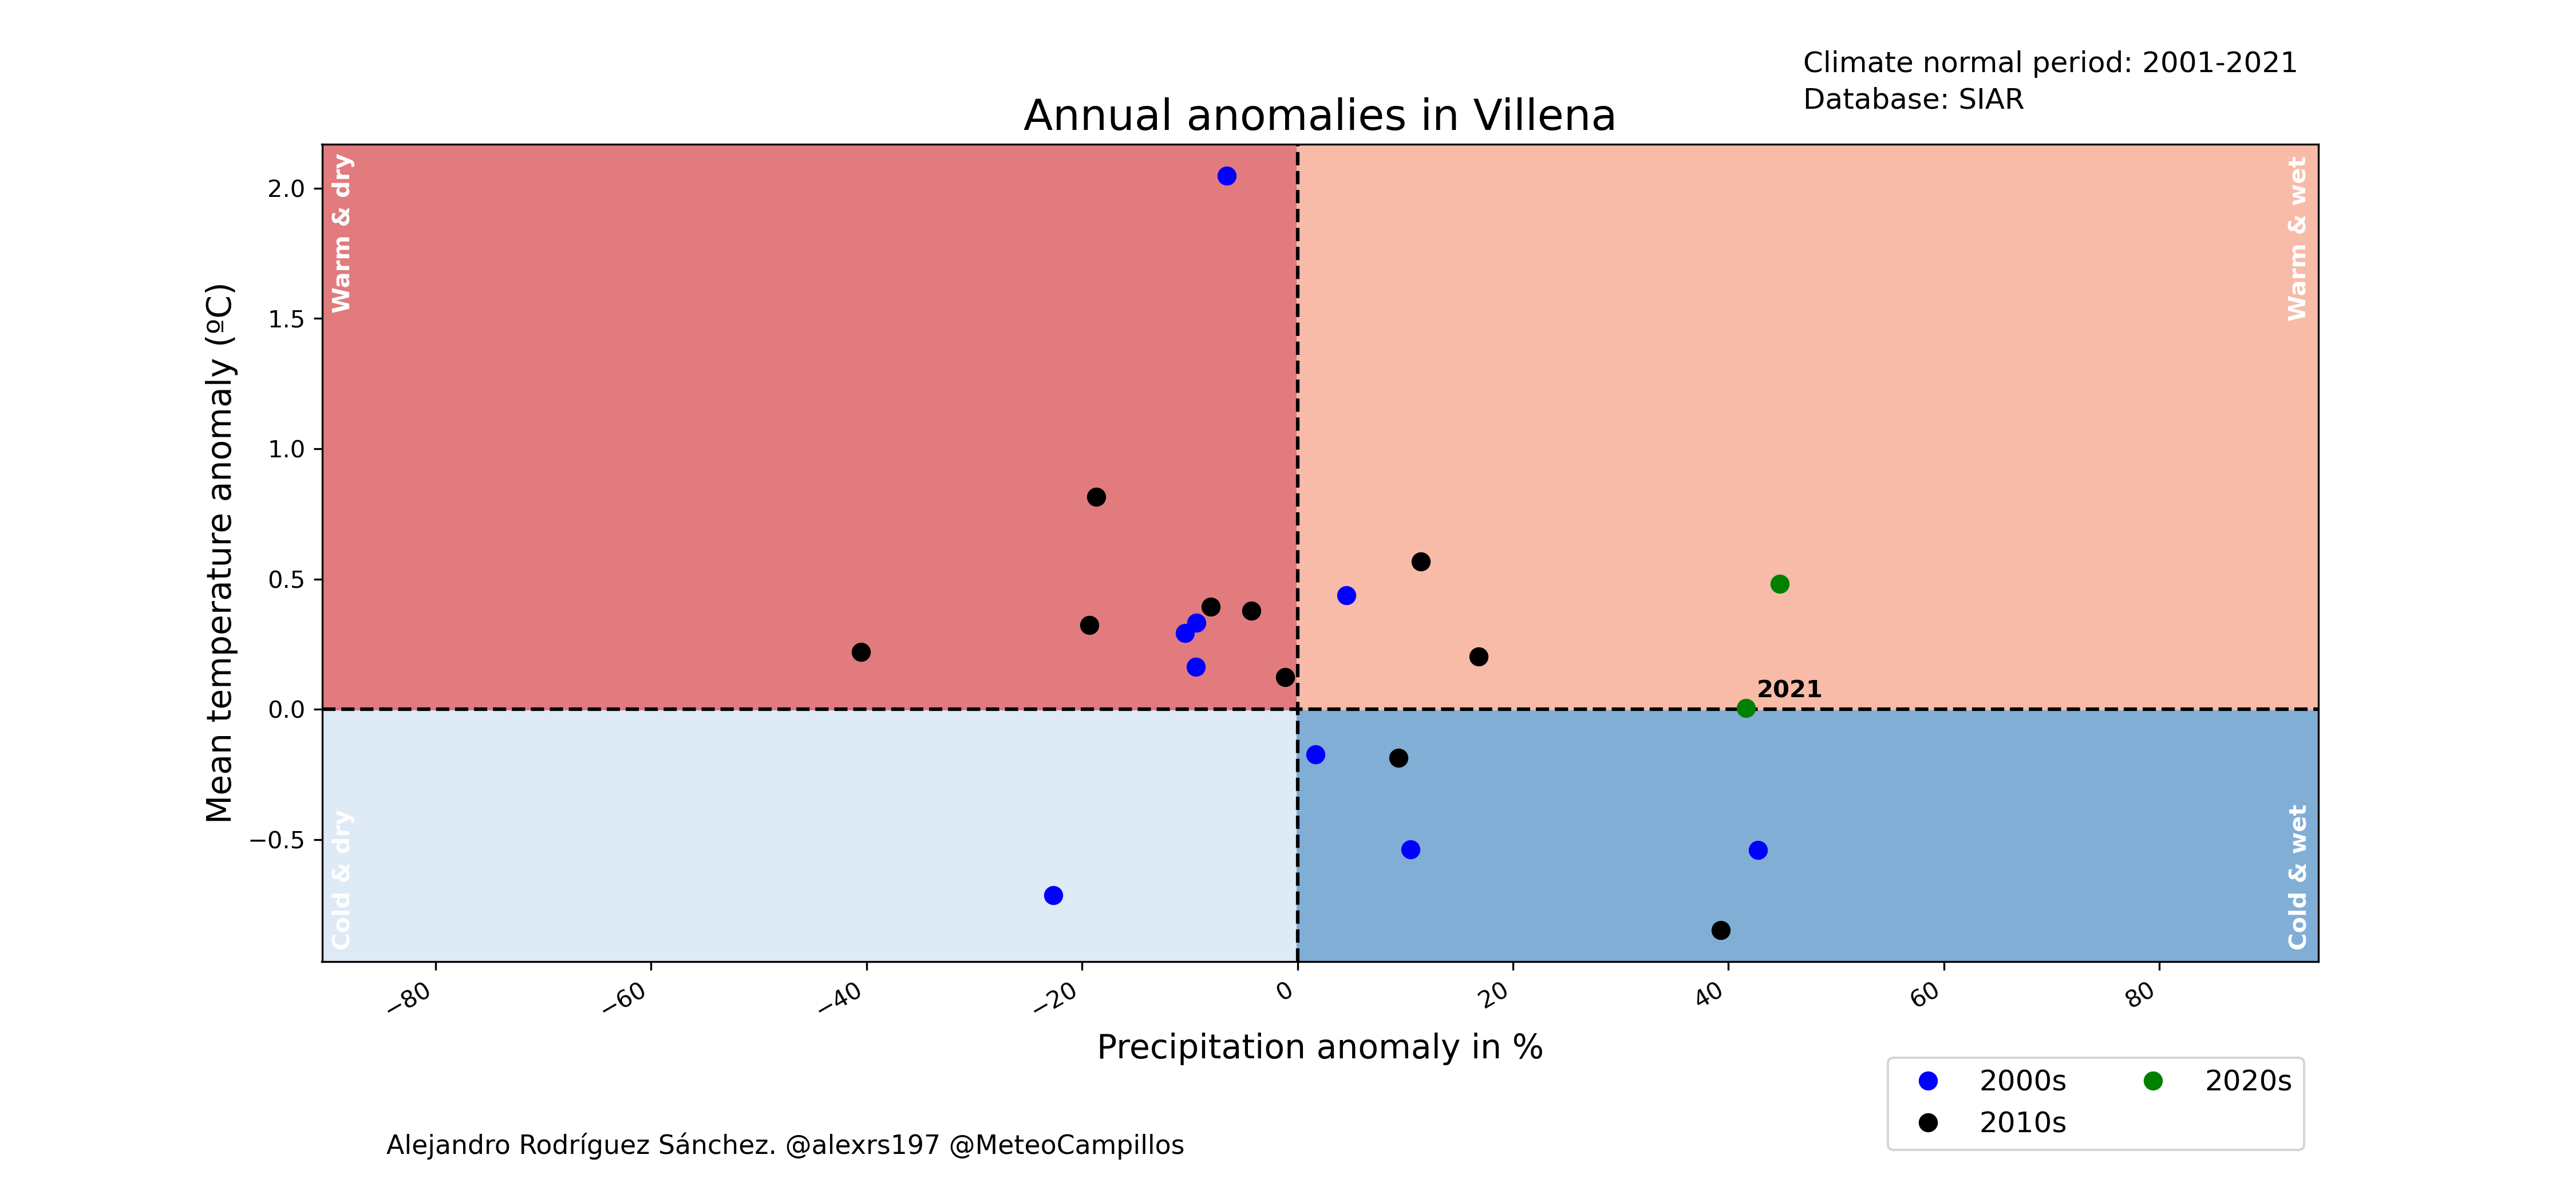 Climate normal period: 2001-2021
Database: SIAR
Annual anomalies in Villena
Warm & dry
Warm & wet
Cold & dry
Cold & wet
Mean temperature anomaly (ºC)
2.0
1.5
1.0
0.5
0.0
−0.5
2021
−80
−60
−40
−20
0
20
40
60
80
Precipitation anomaly in %
2000s
2010s
2020s
Alejandro Rodríguez Sánchez. @alexrs197 @MeteoCampillos